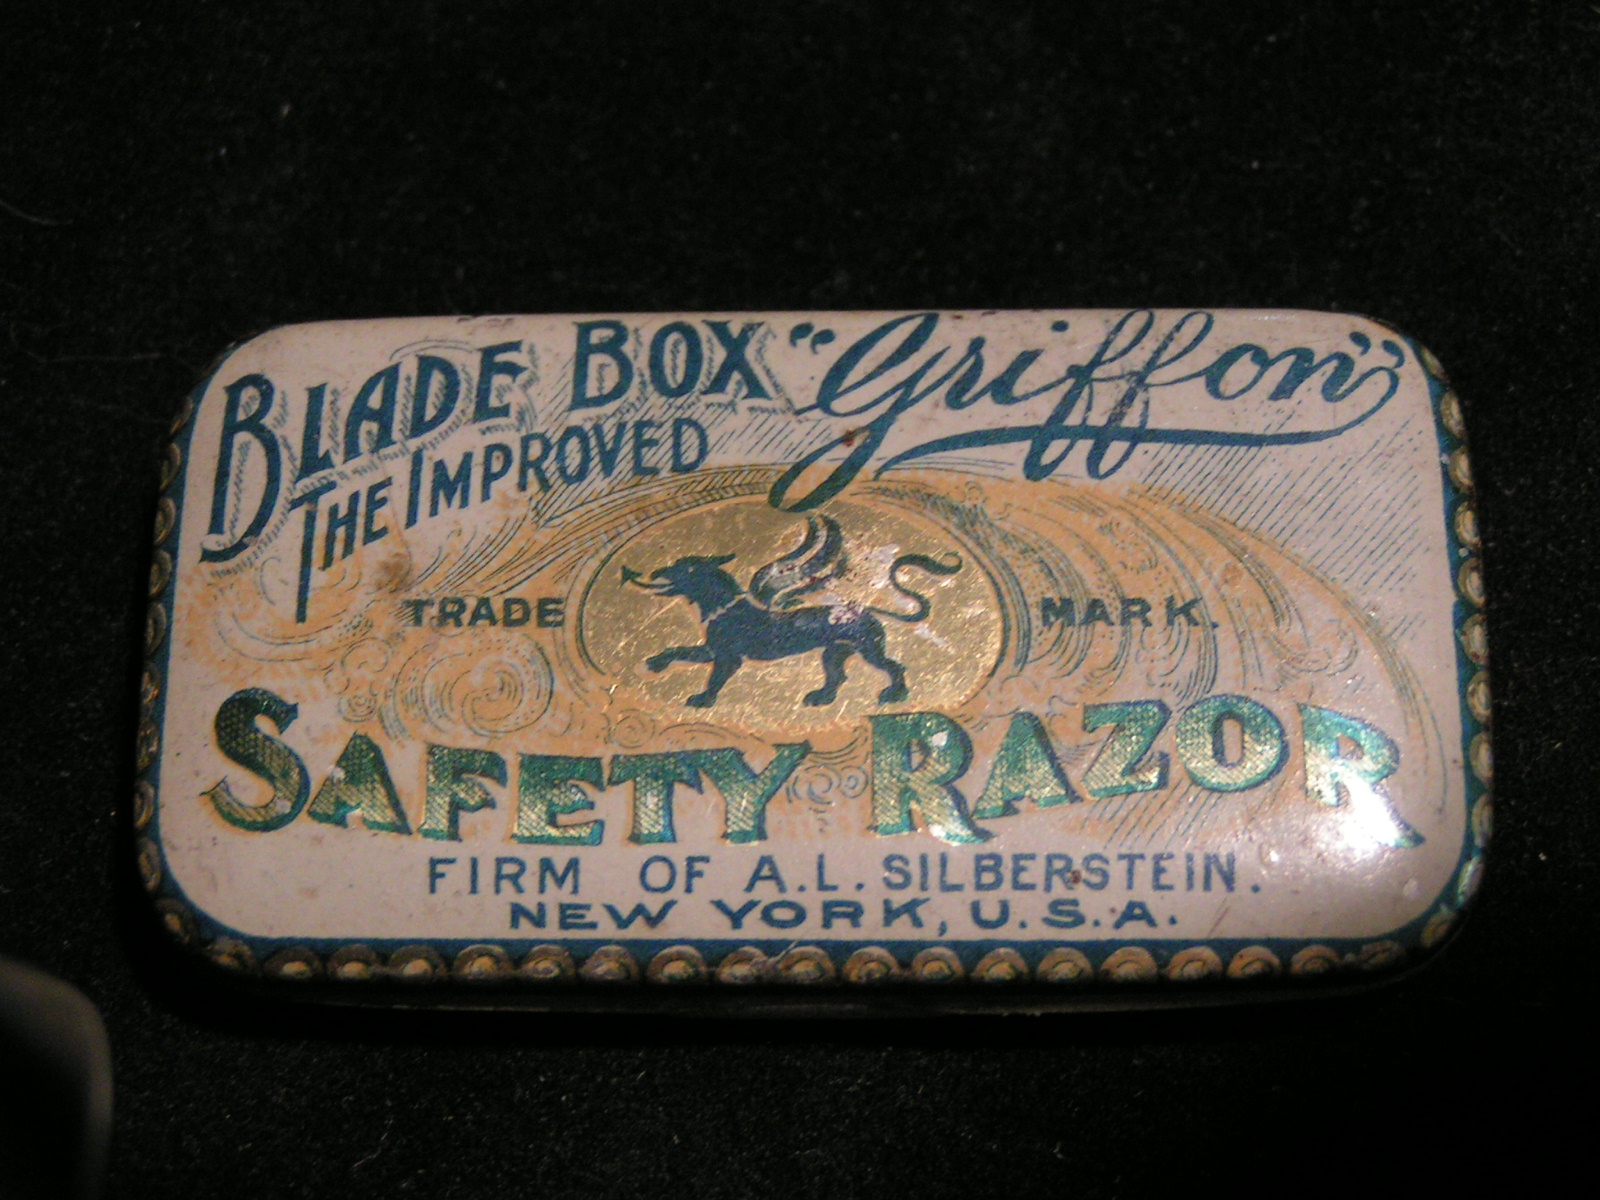 BLADE BOX "Griffon"
THE IMPROVED
TRADE MARK.
SAFETY RAZOR
FIRM OF A.L. SILBERSTEIN.
NEW YORK, U.S.A.